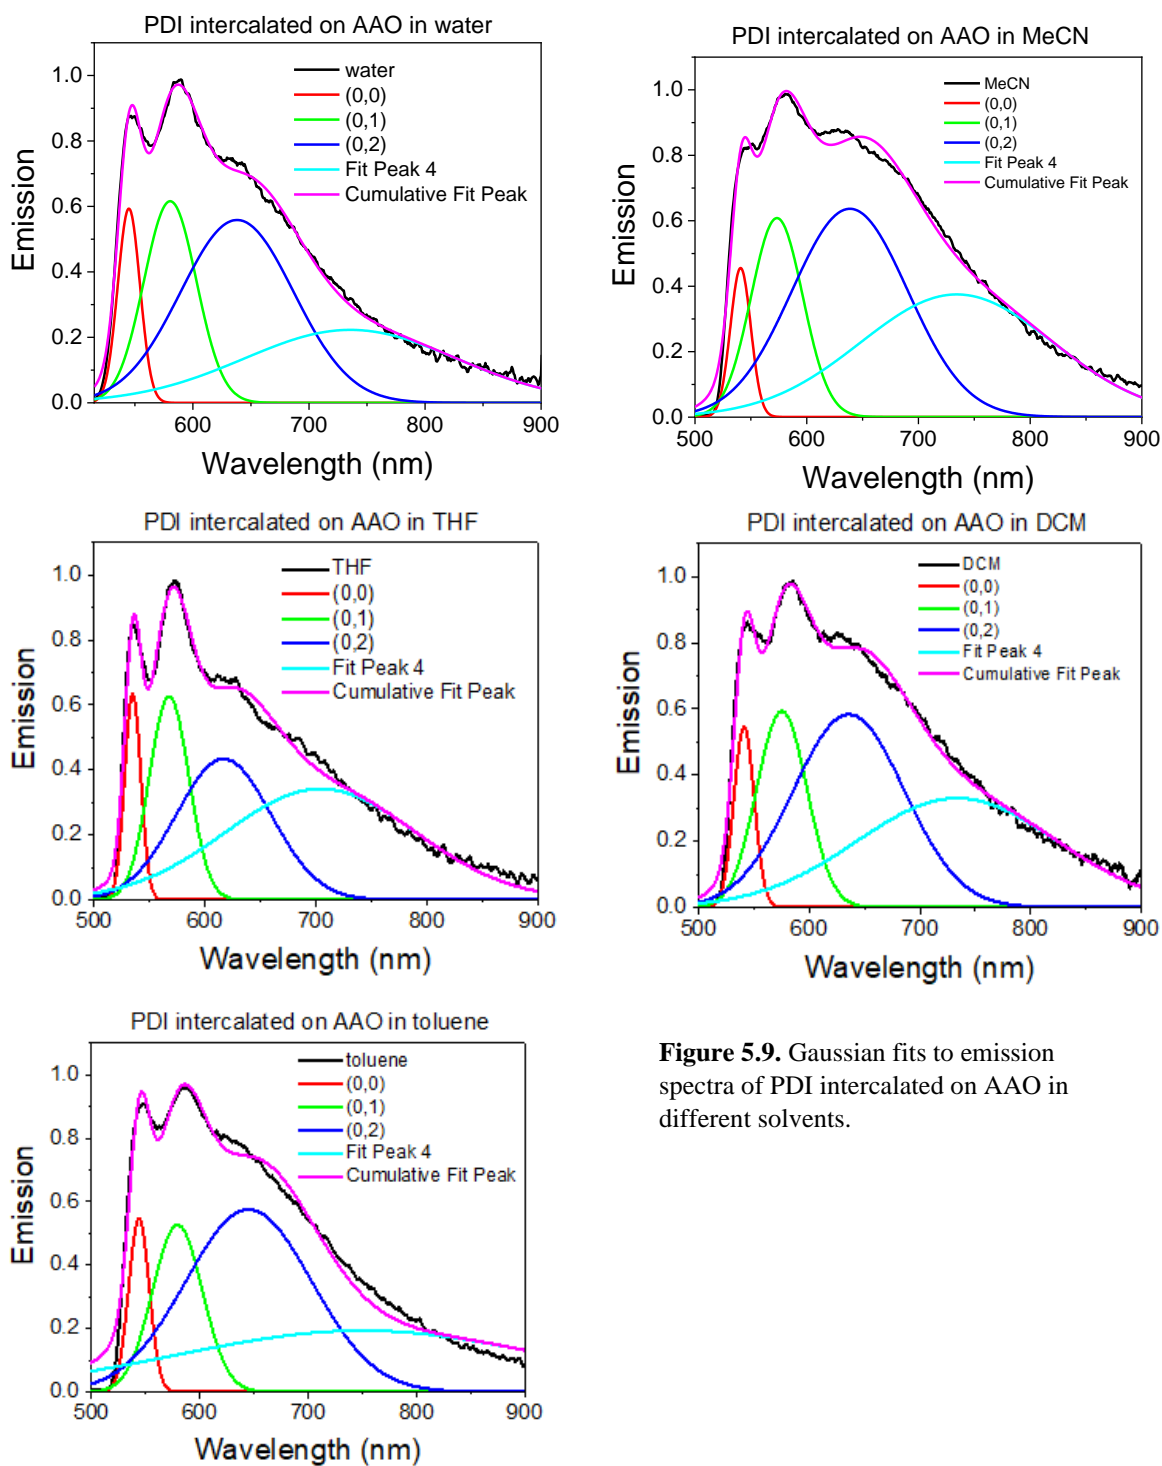 PDI intercalated on AAO in water
water
(0,0)
(0,1)
(0,2)
Fit Peak 4
Cumulative Fit Peak
1.0
0.8
0.6
0.4
0.2
0.0
Emission
600
700
800
900
Wavelength (nm)
PDI intercalated on AAO in MeCN
MeCN
(0,0)
(0,1)
(0,2)
Fit Peak 4
Cumulative Fit Peak
1.0
0.8
0.6
0.4
0.2
0.0
Emission
500
600
700
800
900
Wavelength (nm)
PDI intercalated on AAO in THF
THF
(0,0)
(0,1)
(0,2)
Fit Peak 4
Cumulative Fit Peak
1.0
0.8
0.6
0.4
0.2
0.0
Emission
500
600
700
800
900
Wavelength (nm)
PDI intercalated on AAO in DCM
DCM
(0,0)
(0,1)
(0,2)
Fit Peak 4
Cumulative Fit Peak
1.0
0.8
0.6
0.4
0.2
0.0
Emission
500
600
700
800
900
Wavelength (nm)
PDI intercalated on AAO in toluene
toluene
(0,0)
(0,1)
(0,2)
Fit Peak 4
Cumulative Fit Peak
1.0
0.8
0.6
0.4
0.2
0.0
Emission
500
600
700
800
900
Wavelength (nm)
Figure 5.9. Gaussian fits to emission
spectra of PDI intercalated on AAO in
different solvents.